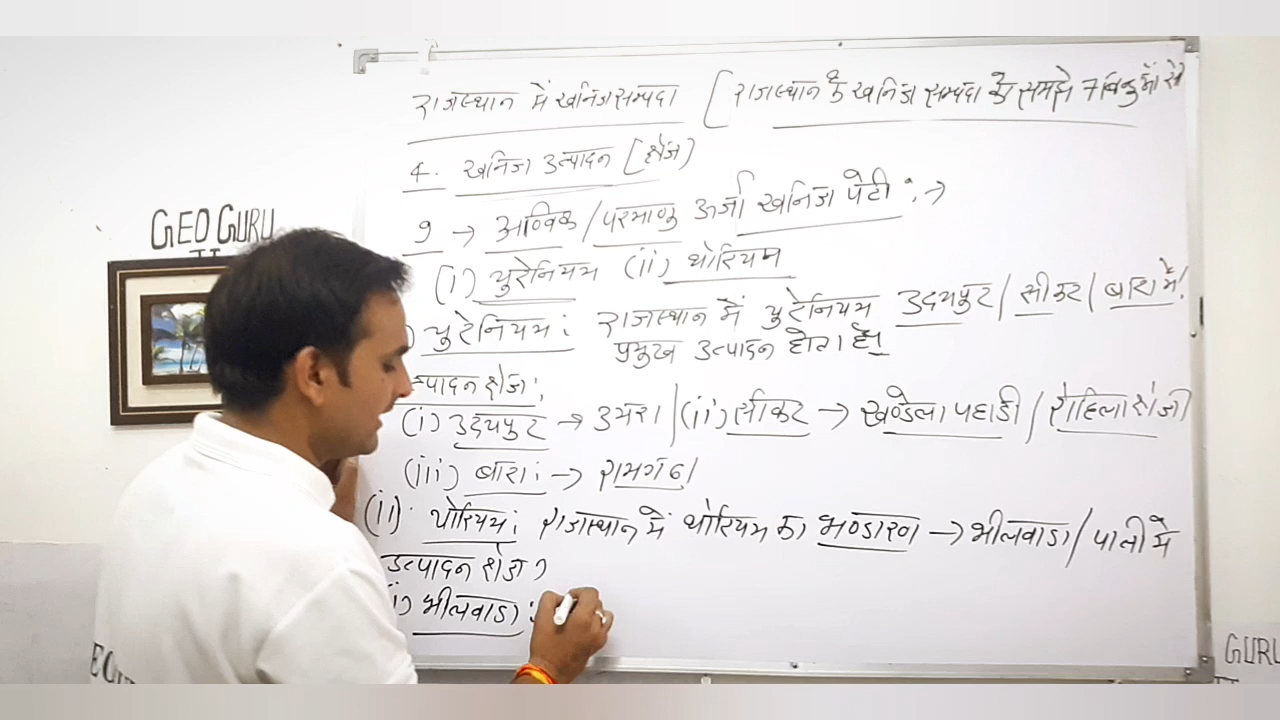 राजस्थान में खनिज सम्पदा [राजस्थान के खनिज सम्पदा को समझे 7 बिन्दुओं से
4. खनिज उत्पादन [क्षेत्र)
9 → आण्विक/परमाणु ऊर्जा खनिज पेटी : →
(i) युरेनियम (ii) थोरियम
) युरेनियम : राजस्थान में युरेनियम उदयपुर/सीकर/बारा में
प्रमुख उत्पादन होता है।
त्पादन क्षेत्र:
(i) उदयपुर → उमरा/(ii) सीकर → खण्डेला पहाडी/रोहिला क्षेत्र
(iii) बारा : → रामगढ
(ii) थोरियम : राजस्थान में थोरियम का भण्डारण → भीलवाडा/पाली मे
उत्पादन क्षेत्र
i) भीलवाडा :
GEO GURU
GURU